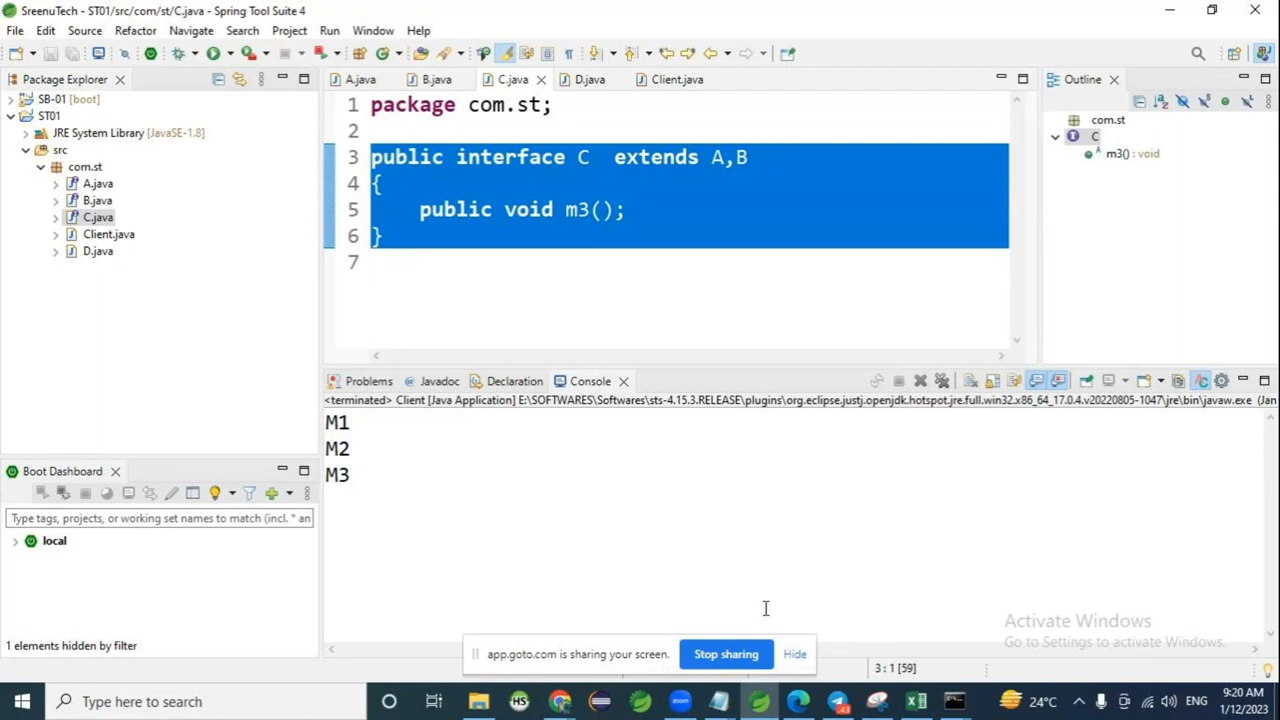 SreenuTech - ST01/src/com/st/C.java - Spring Tool Suite 4
File Edit Source Refactor Navigate Search Project Run Window Help
Package Explorer
SB-01 [boot]
ST01
JRE System Library [JavaSE-1.8]
src
com.st
A.java
B.java
C.java
Client.java
D.java
A.java B.java C.java D.java Client.java
1 package com.st;
2
3 public interface C extends A,B
4 {
5 public void m3();
6 }
7
Outline
com.st
C
m3() : void
Problems Javadoc Declaration Console
<terminated> Client [Java Application] E:\SOFTWARES\Softwares\sts-4.15.3.RELEASE\plugins\org.eclipse.justj.openjdk.hotspot.jre.full.win32.x86_64_17.0.4.v20220805-1047\jre\bin\javaw.exe (Jan
M1
M2
M3
Boot Dashboard
Type tags, projects, or working set names to match (incl. * an
local
1 elements hidden by filter
Activate Windows
Go to Settings to activate Windows.
app.goto.com is sharing your screen. Stop sharing Hide
3 : 1 [59]
Type here to search
HS
zoom
24°C
ENG
9:20 AM
1/12/2023